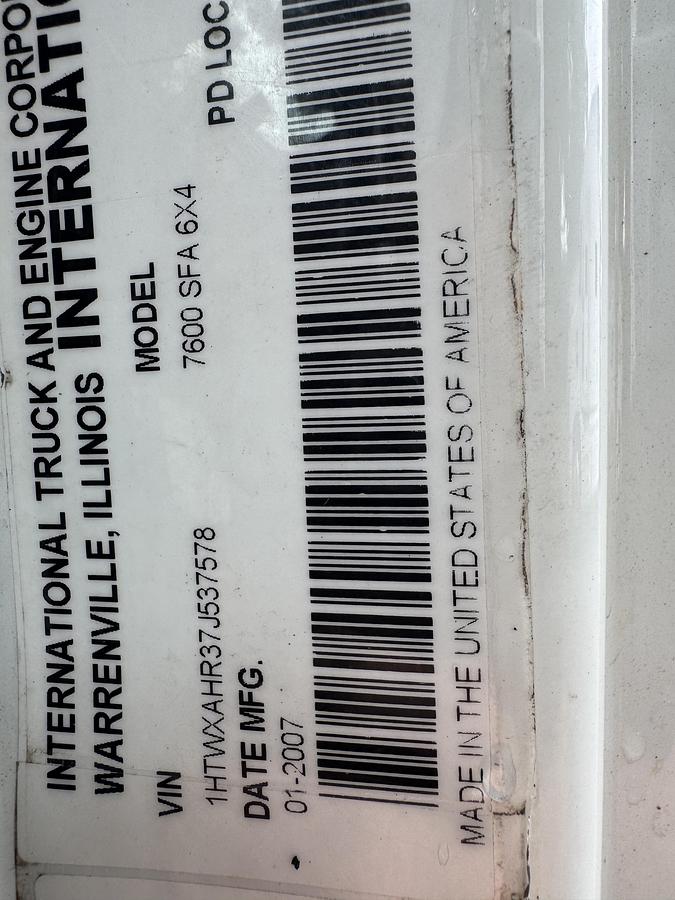 INTERNATIONAL TRUCK AND ENGINE CORPO
WARRENVILLE, ILLINOIS INTERNATIO
VIN MODEL
1HTWXAHR37J537578 7600 SFA 6X4
DATE MFG. PD LOC
01-2007
MADE IN THE UNITED STATES OF AMERICA